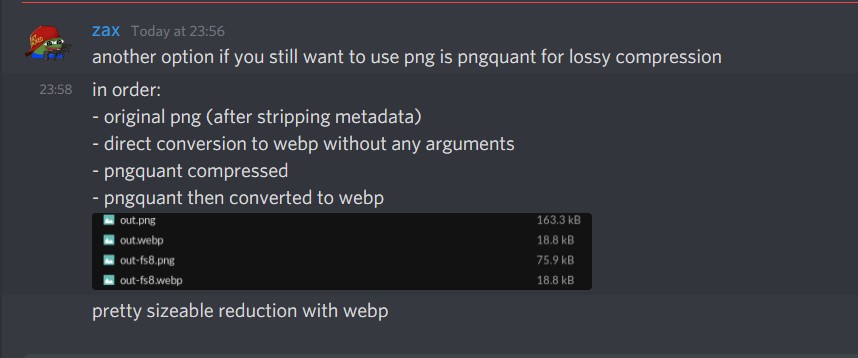 zax Today at 23:56
another option if you still want to use png is pngquant for lossy compression
23:58 in order:
- original png (after stripping metadata)
- direct conversion to webp without any arguments
- pngquant compressed
- pngquant then converted to webp
out.png 163.3 kB
out.webp 18.8 kB
out-fs8.png 75.9 kB
out-fs8.webp 18.8 kB
pretty sizeable reduction with webp